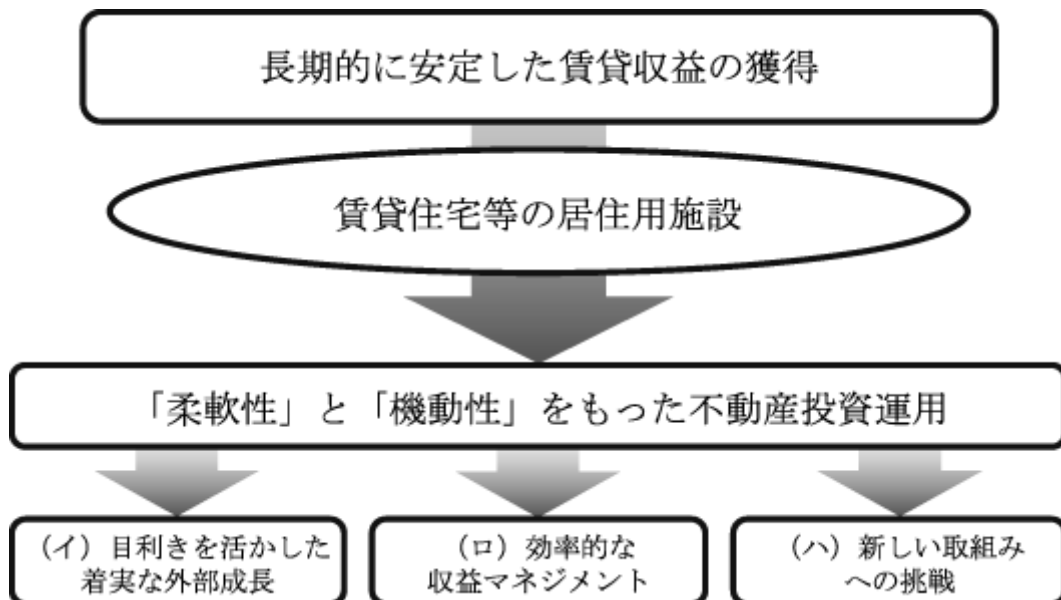 長期的に安定した賃貸収益の獲得
賃貸住宅等の居住用施設
「柔軟性」と「機動性」をもった不動産投資運用
（イ）目利きを活かした
着実な外部成長
（ロ）効率的な
収益マネジメント
（ハ）新しい取組み
への挑戦